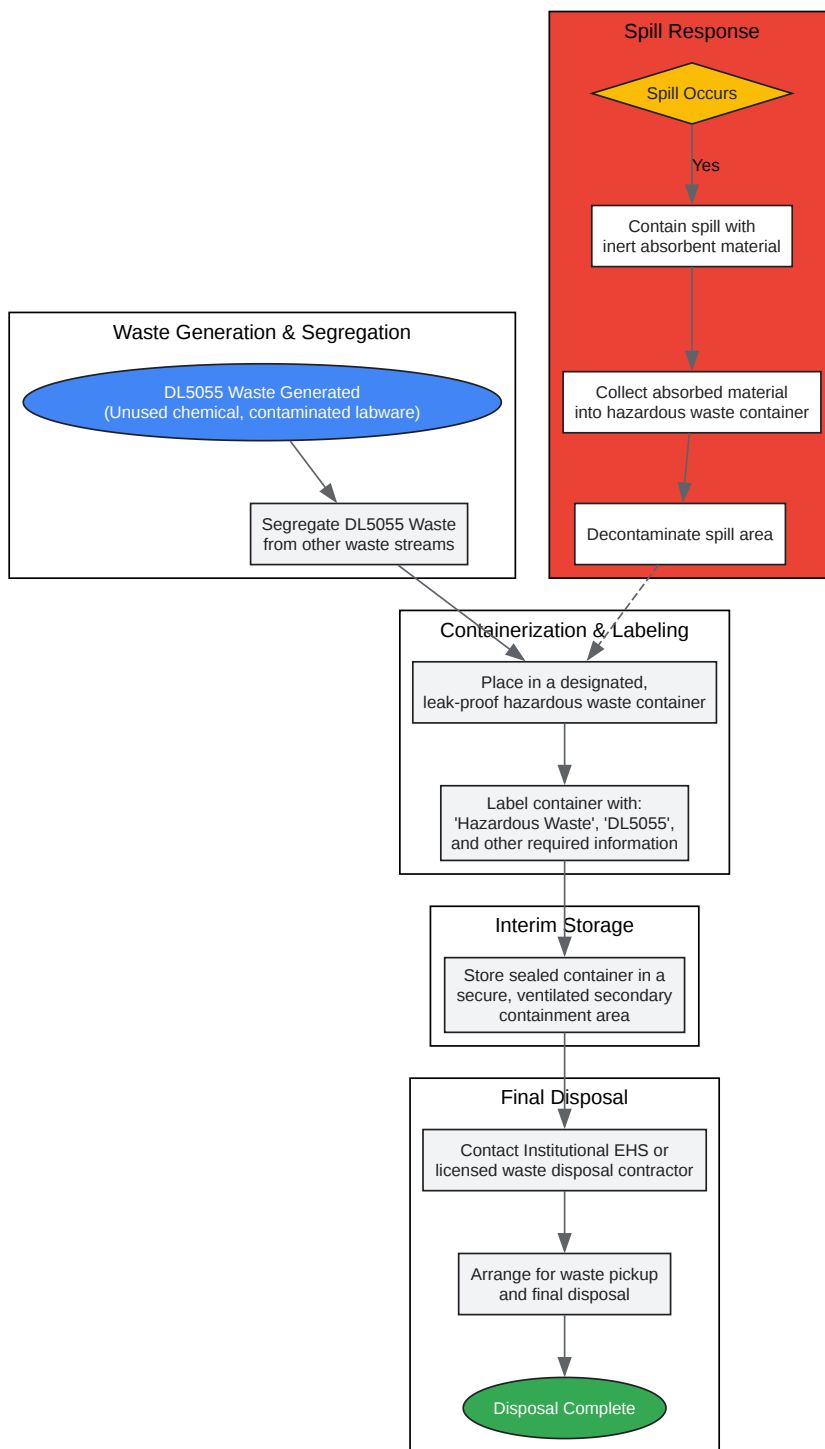 Spill Response
Spill Occurs
Yes
Contain spill with
inert absorbent material
Collect absorbed material
into hazardous waste container
Decontaminate spill area
Waste Generation & Segregation
DL5055 Waste Generated
(Unused chemical, contaminated labware)
Segregate DL5055 Waste
from other waste streams
Containerization & Labeling
Place in a designated,
leak-proof hazardous waste container
Label container with:
'Hazardous Waste', 'DL5055',
and other required information
Interim Storage
Store sealed container in a
secure, ventilated secondary
containment area
Final Disposal
Contact Institutional EHS or
licensed waste disposal contractor
Arrange for waste pickup
and final disposal
Disposal Complete